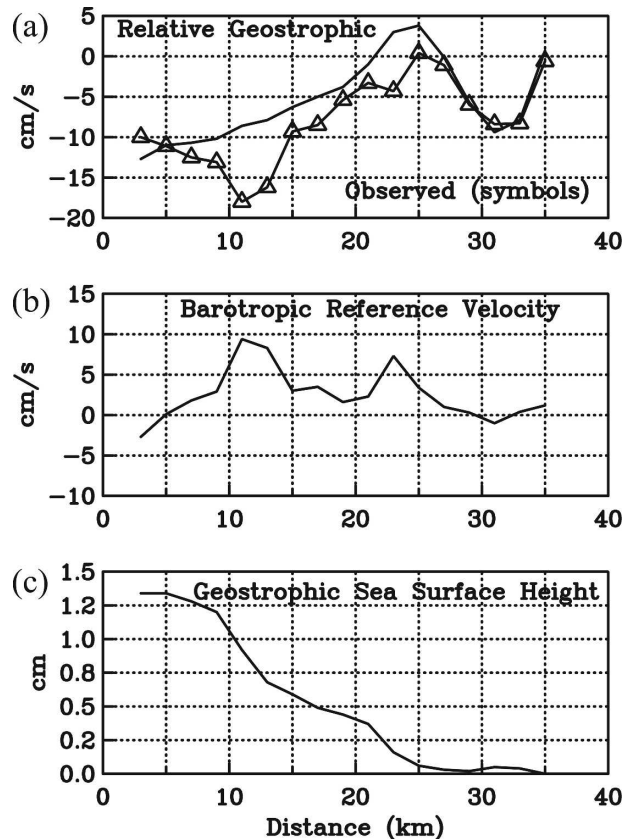 (a)
Relative Geostrophic
Observed (symbols)
cm/s
5
0
−5
−10
−15
−20
0 10 20 30 40
(b)
Barotropic Reference Velocity
cm/s
15
10
5
0
−5
−10
0 10 20 30 40
(c)
Geostrophic Sea Surface Height
cm
1.5
1.2
1.0
0.8
0.5
0.2
0.0
0 10 20 30 40
Distance (km)